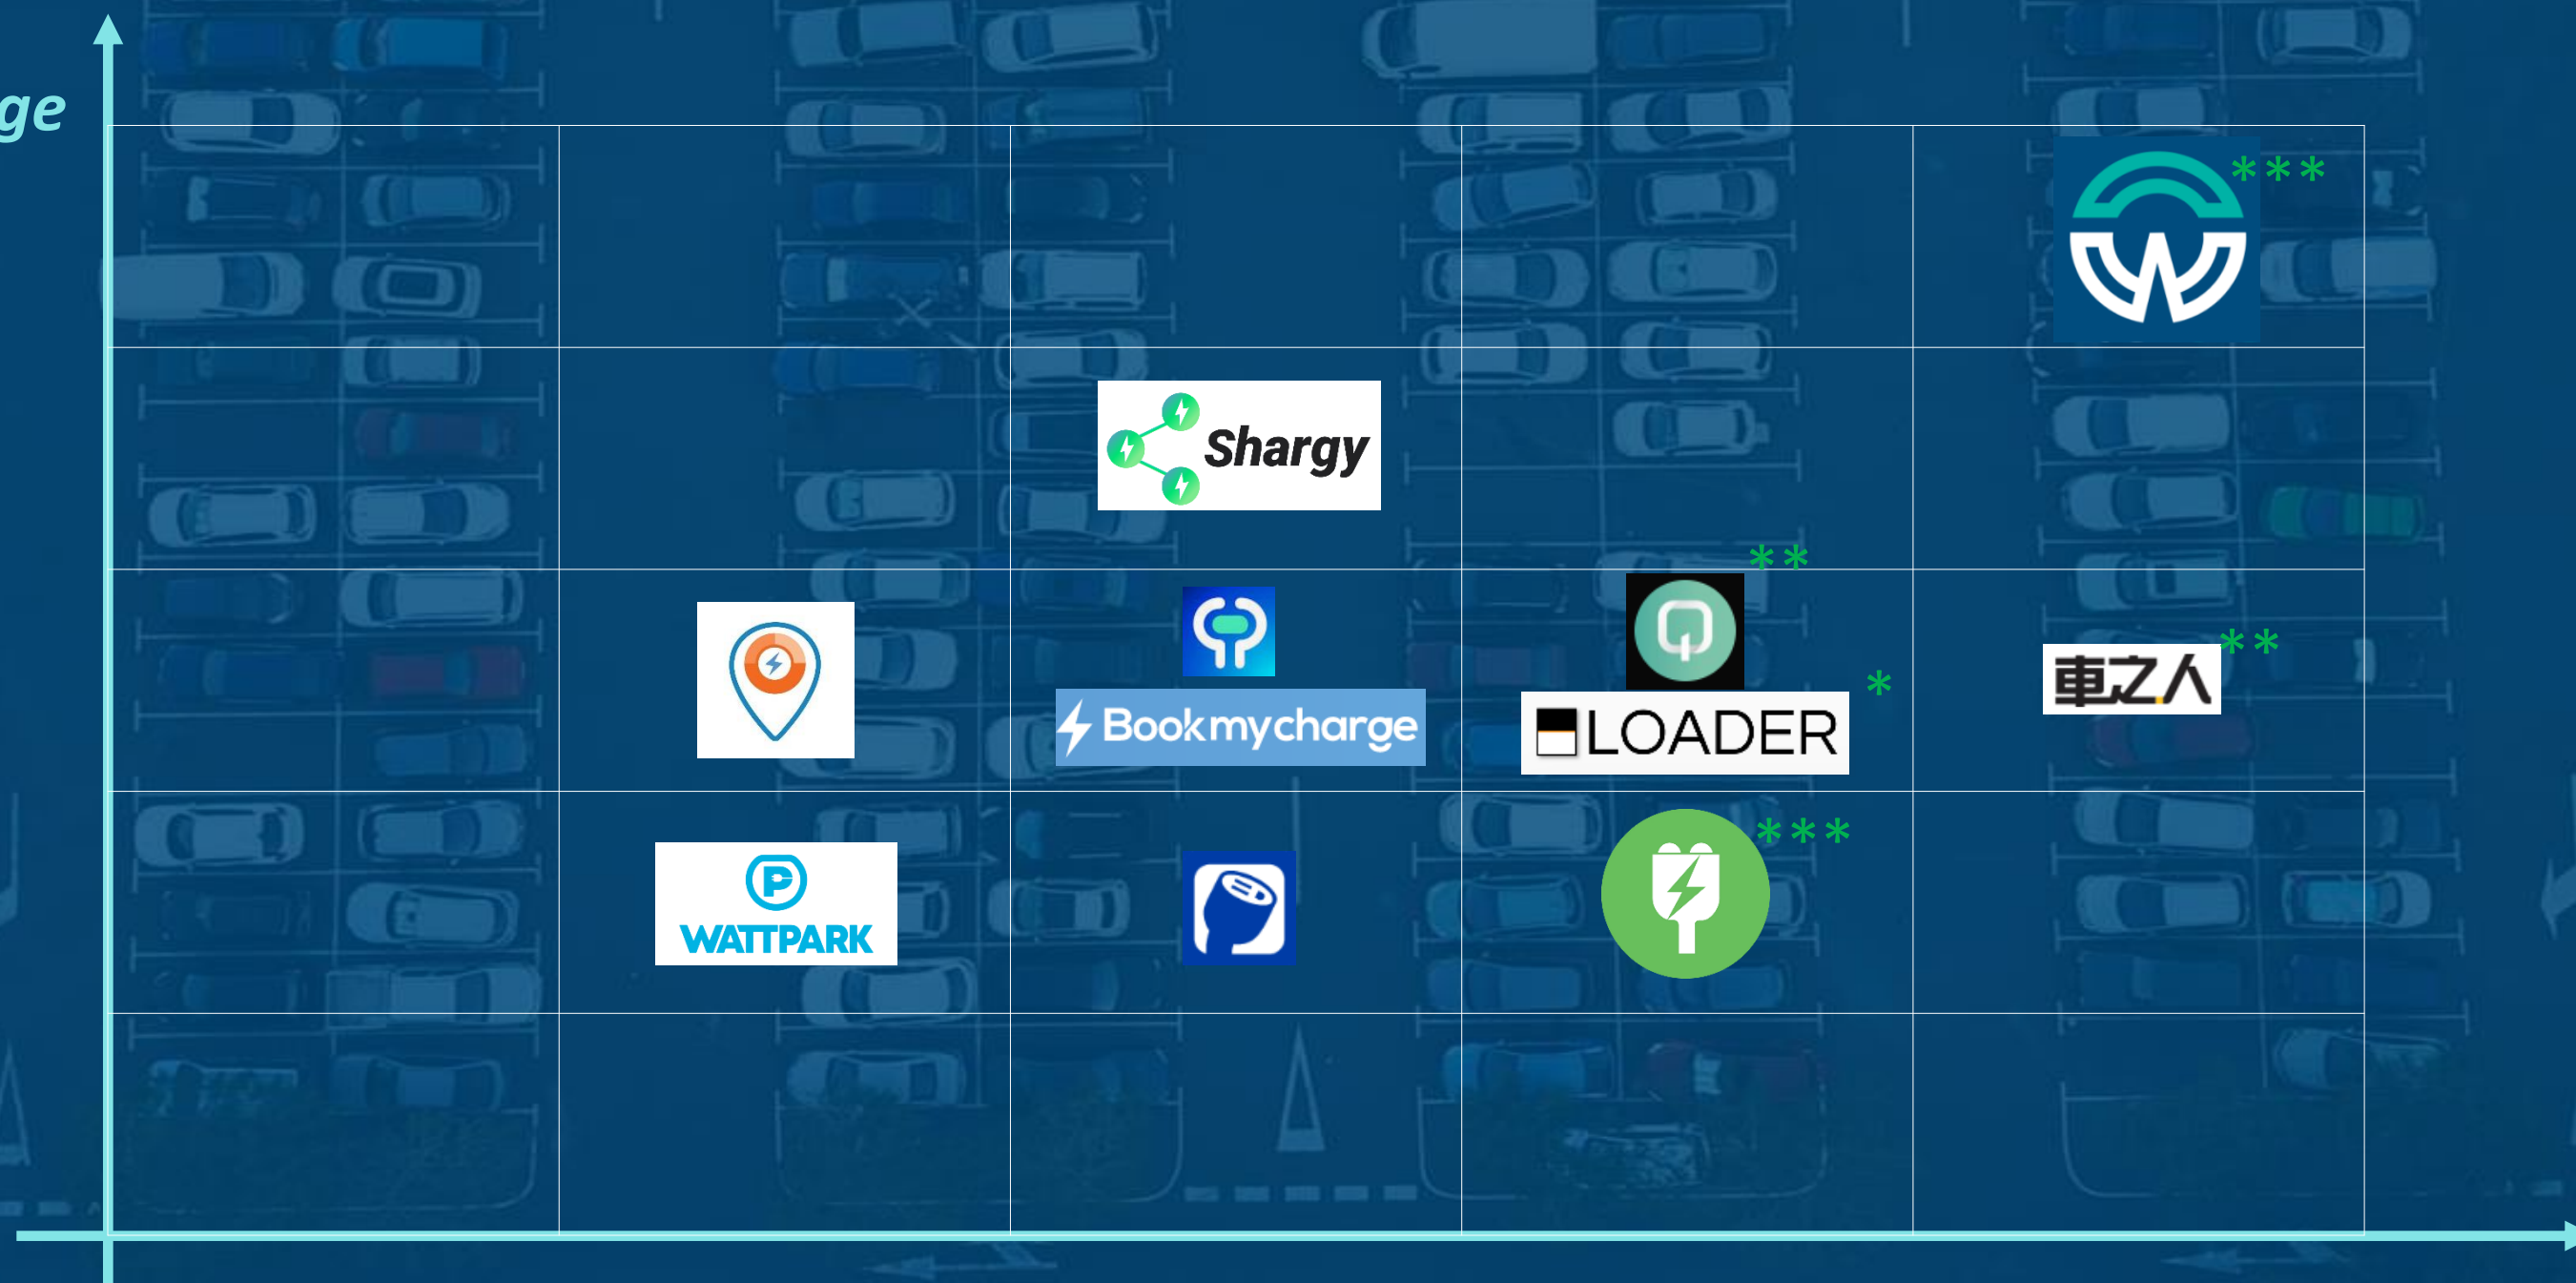 ge
***
Shargy
**
*
**
Bookmycharge
LOADER
車之人
***
P
WATTPARK